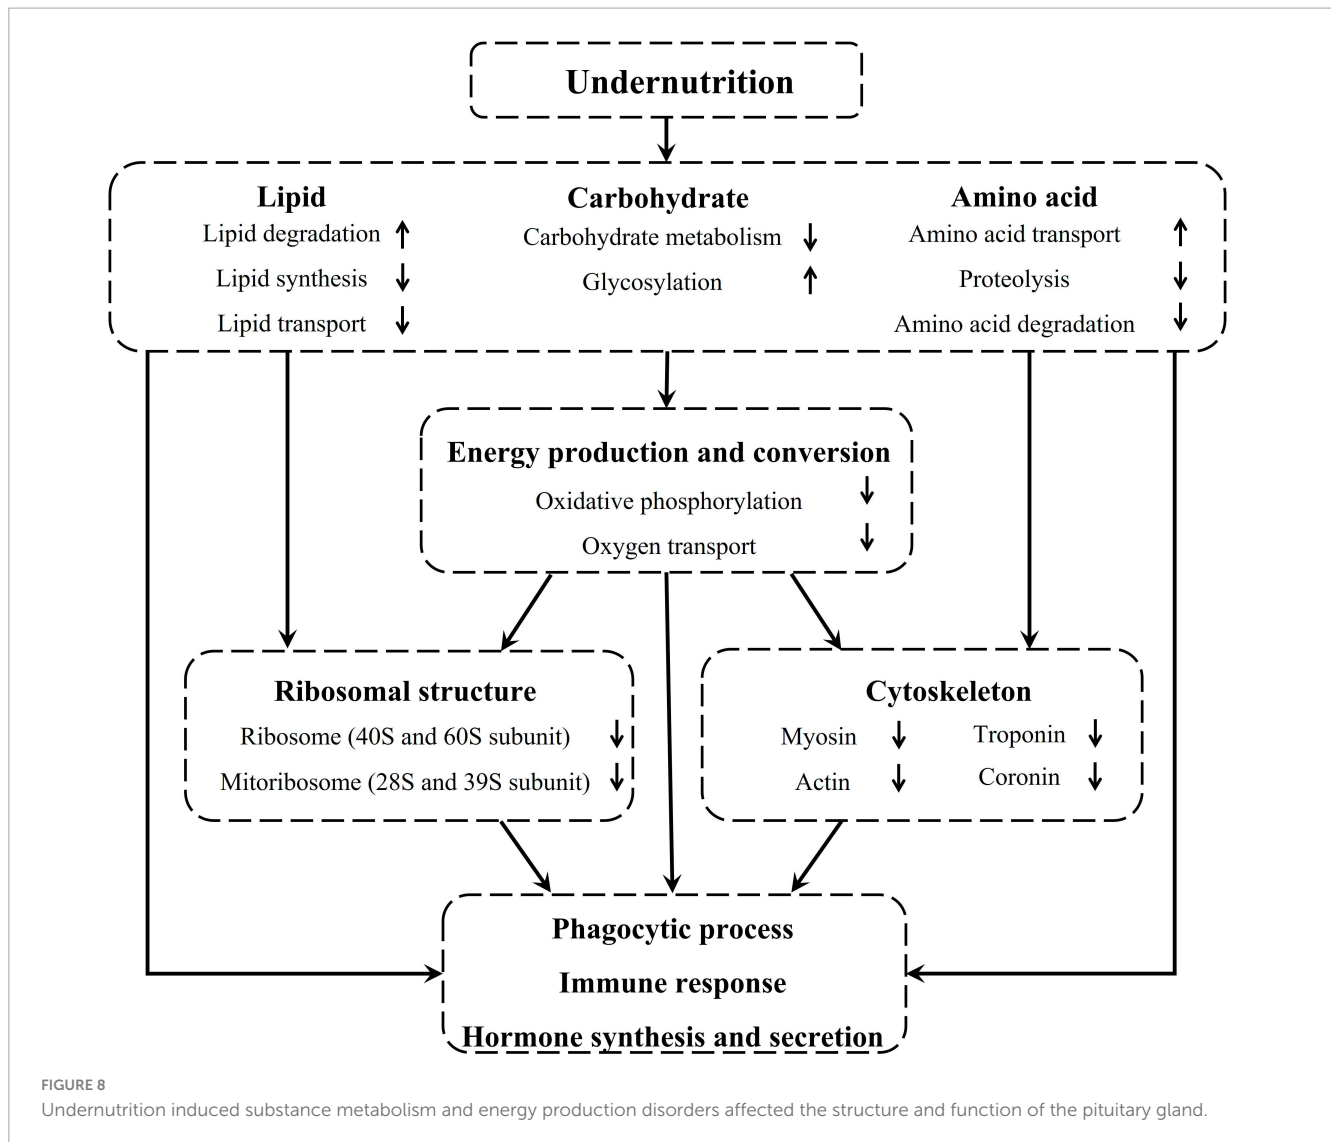 Undernutrition
Lipid
Lipid degradation ↑
Lipid synthesis ↓
Lipid transport ↓
Carbohydrate
Carbohydrate metabolism ↓
Glycosylation ↑
Amino acid
Amino acid transport ↑
Proteolysis ↓
Amino acid degradation ↓
Energy production and conversion
Oxidative phosphorylation ↓
Oxygen transport ↓
Ribosomal structure
Ribosome (40S and 60S subunit) ↓
Mitoribosome (28S and 39S subunit) ↓
Cytoskeleton
Myosin ↓ Troponin ↓
Actin ↓ Coronin ↓
Phagocytic process
Immune response
Hormone synthesis and secretion
FIGURE 8
Undernutrition induced substance metabolism and energy production disorders affected the structure and function of the pituitary gland.